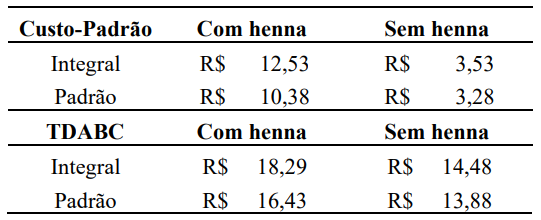 Custo-Padrão Com henna Sem henna
Integral R$ 12,53 R$ 3,53
Padrão R$ 10,38 R$ 3,28
TDABC Com henna Sem henna
Integral R$ 18,29 R$ 14,48
Padrão R$ 16,43 R$ 13,88